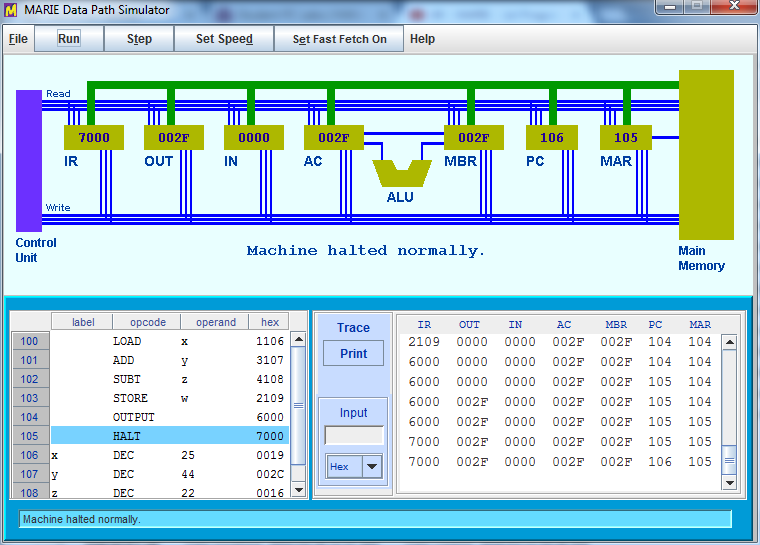 MARIE Data Path Simulator
File Run Step Set Speed Set Fast Fetch On Help
Read
7000 002F 0000 002F 002F 106 105
IR OUT IN AC MBR PC MAR
ALU
Write
Control
Unit
Machine halted normally.
Main
Memory
label opcode operand hex
100 LOAD x 1106
101 ADD y 3107
102 SUBT z 4108
103 STORE w 2109
104 OUTPUT 6000
105 HALT 7000
106 x DEC 25 0019
107 y DEC 44 002C
108 z DEC 22 0016
Trace
Print
Input
Hex
IR OUT IN AC MBR PC MAR
2109 0000 0000 002F 002F 104 104
6000 0000 0000 002F 002F 104 104
6000 0000 0000 002F 002F 105 104
6000 002F 0000 002F 002F 105 104
6000 002F 0000 002F 002F 105 105
7000 002F 0000 002F 002F 105 105
7000 002F 0000 002F 002F 106 105
Machine halted normally.